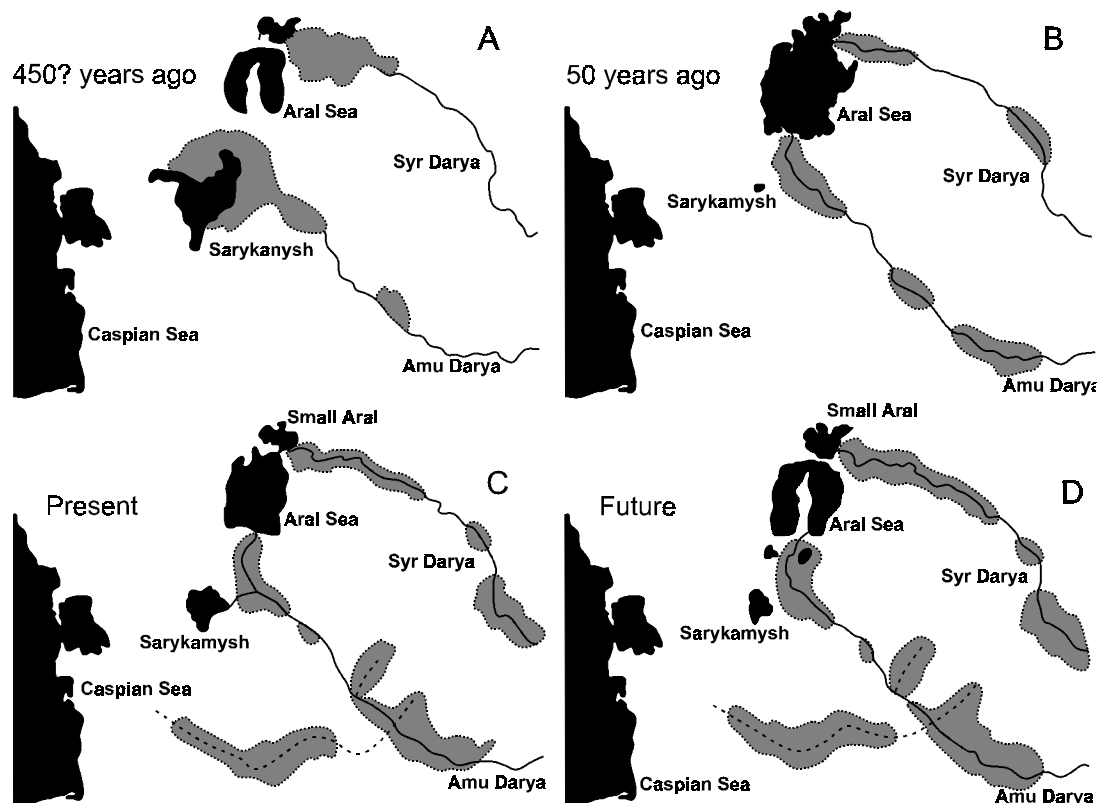 A
450? years ago
Aral Sea
Syr Darya
Sarykanysh
Caspian Sea
Amu Darya
B
50 years ago
Aral Sea
Syr Darya
Sarykamysh
Caspian Sea
Amu Darya
Small Aral
C
Present
Aral Sea
Syr Darya
Sarykamysh
Caspian Sea
Amu Darya
Small Aral
D
Future
Aral Sea
Syr Darya
Sarykamysh
Caspian Sea
Amu Darya